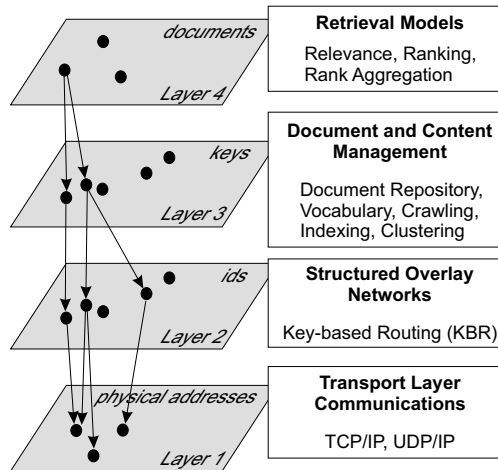 documents
Layer 4
Retrieval Models
Relevance, Ranking,
Rank Aggregation
keys
Layer 3
Document and Content
Management
Document Repository,
Vocabulary, Crawling,
Indexing, Clustering
ids
Layer 2
Structured Overlay
Networks
Key-based Routing (KBR)
physical addresses
Layer 1
Transport Layer
Communications
TCP/IP, UDP/IP